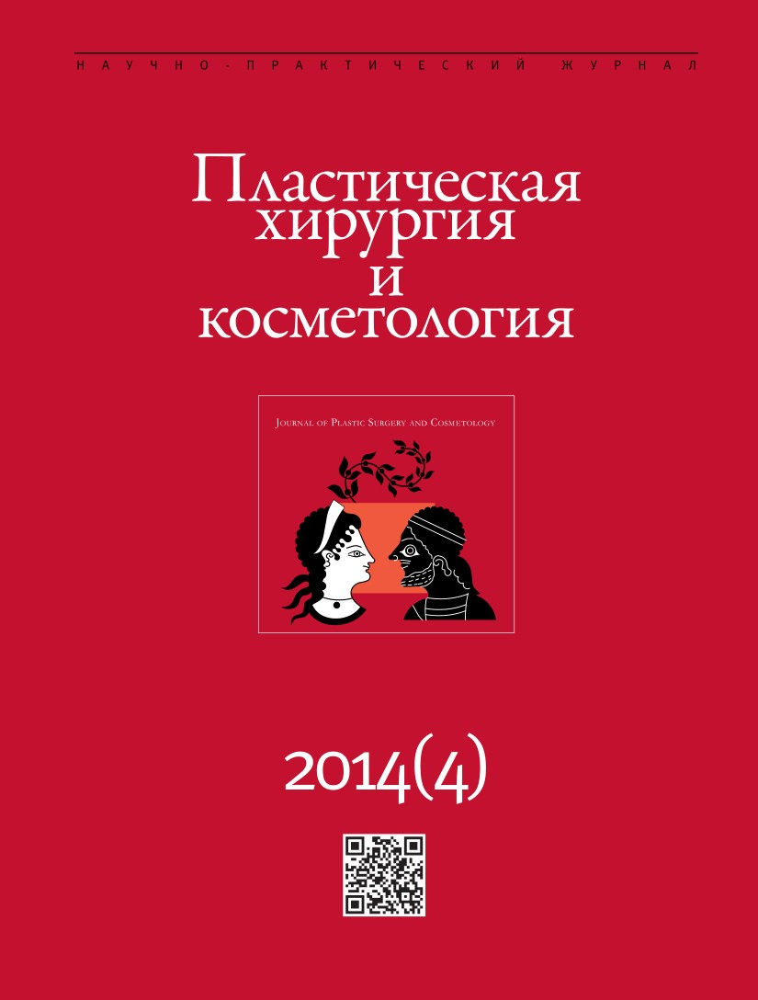 НАУЧНО-ПРАКТИЧЕСКИЙ ЖУРНАЛ
Пластическая
хирургия
и
косметология
Journal of Plastic Surgery and Cosmetology
2014(4)